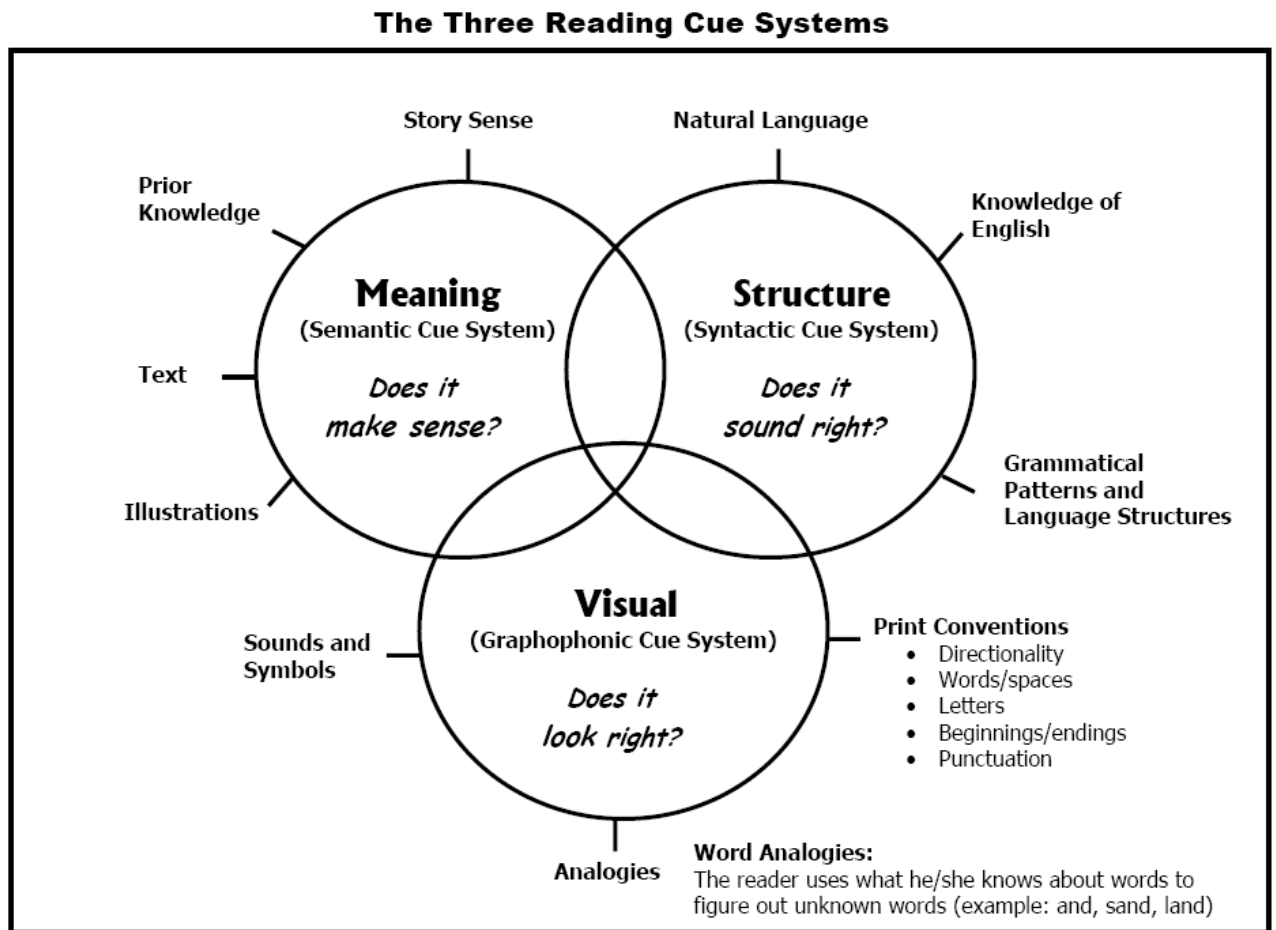 The Three Reading Cue Systems
Story Sense
Natural Language
Prior
Knowledge
Knowledge of
English
Meaning
(Semantic Cue System)
Does it
make sense?
Structure
(Syntactic Cue System)
Does it
sound right?
Text
Illustrations
Grammatical
Patterns and
Language Structures
Visual
(Graphophonic Cue System)
Does it
look right?
Sounds and
Symbols
Print Conventions
• Directionality
• Words/spaces
• Letters
• Beginnings/endings
• Punctuation
Analogies
Word Analogies:
The reader uses what he/she knows about words to
figure out unknown words (example: and, sand, land)